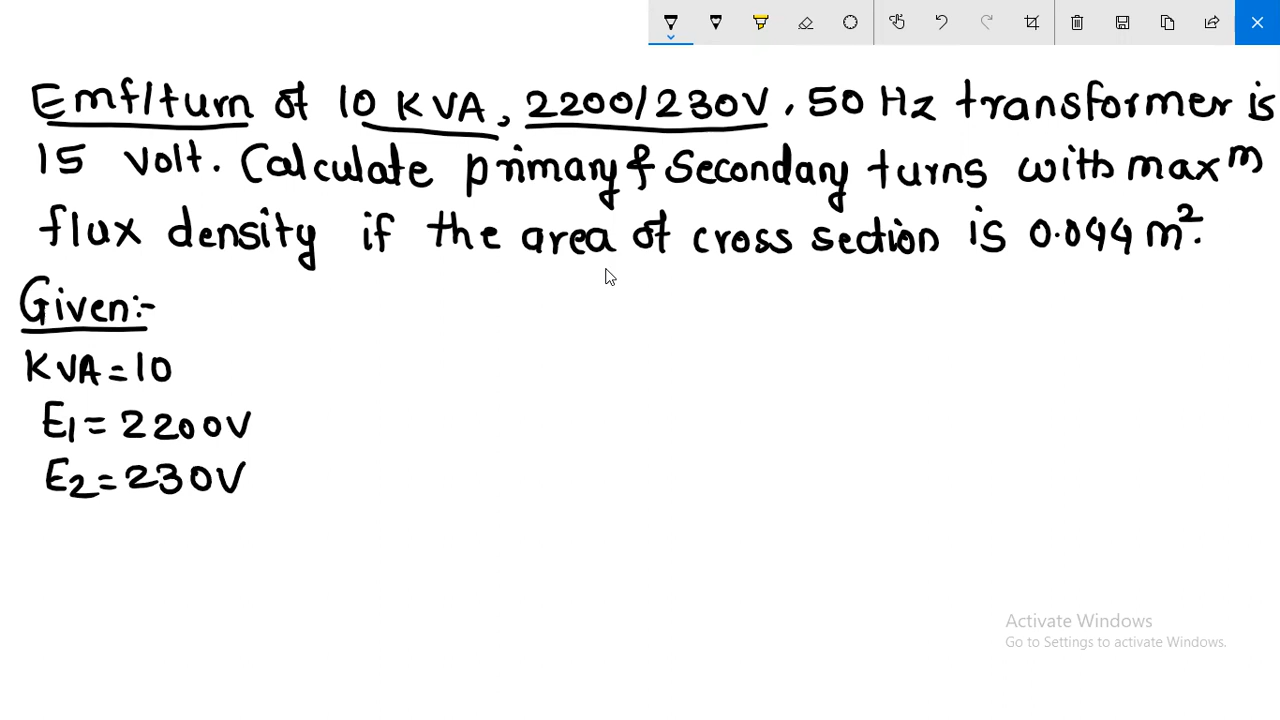 Emf/turn of 10 KVA, 2200/230V. 50 Hz transformer is
15 volt. Calculate primary & Secondary turns with maxᵐ
flux density if the area of cross section is 0.044 m².
Given:-
KVA=10
E₁=2200V
E₂=230V
Activate Windows
Go to Settings to activate Windows.